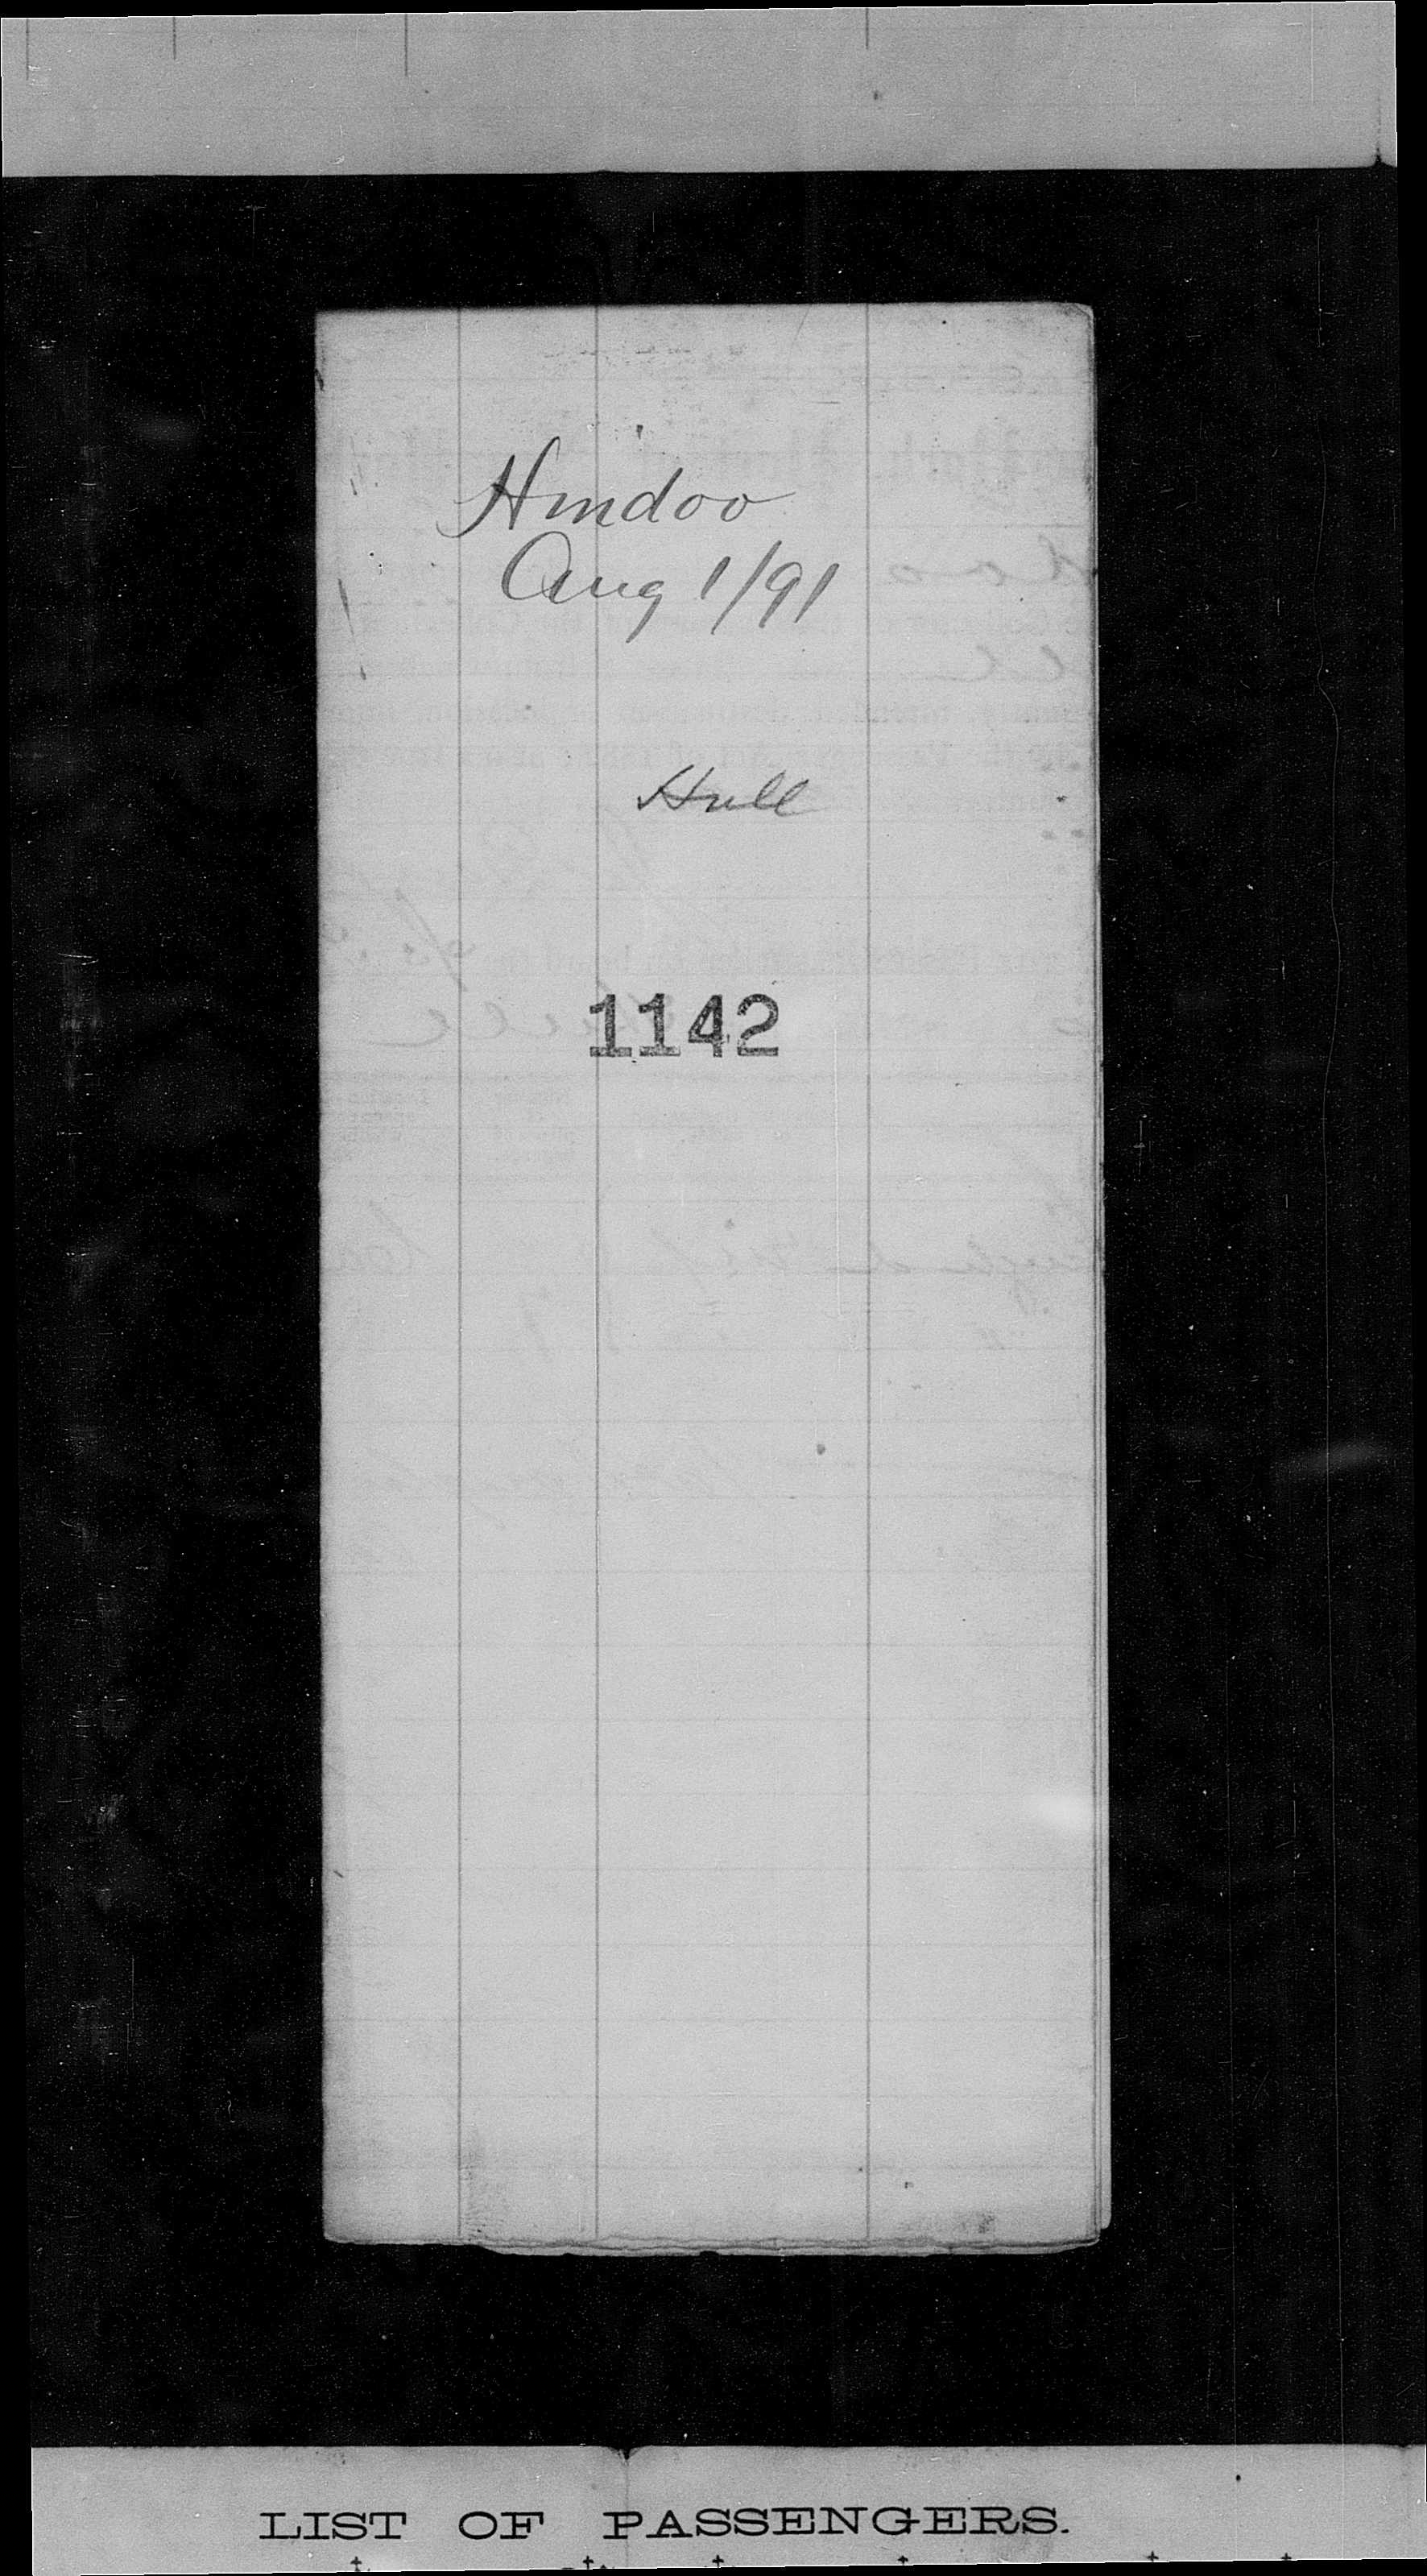 Hindoo
Aug 1/91
Hull
1142
LIST OF PASSENGERS.